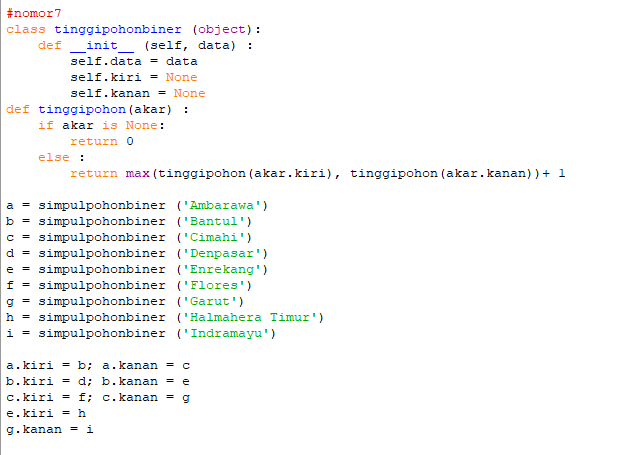 #nomor7
class tinggipohonbiner (object):
    def __init__ (self, data) :
        self.data = data
        self.kiri = None
        self.kanan = None
def tinggipohon(akar) :
    if akar is None:
        return 0
    else :
        return max(tinggipohon(akar.kiri), tinggipohon(akar.kanan))+ 1
a = simpulpohonbiner ('Ambarawa')
b = simpulpohonbiner ('Bantul')
c = simpulpohonbiner ('Cimahi')
d = simpulpohonbiner ('Denpasar')
e = simpulpohonbiner ('Enrekang')
f = simpulpohonbiner ('Flores')
g = simpulpohonbiner ('Garut')
h = simpulpohonbiner ('Halmahera Timur')
i = simpulpohonbiner ('Indramayu')
a.kiri = b; a.kanan = c
b.kiri = d; b.kanan = e
c.kiri = f; c.kanan = g
e.kiri = h
g.kanan = i